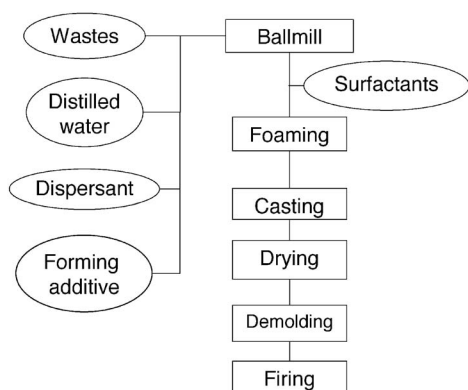 Wastes
Ballmill
Surfactants
Distilled
water
Foaming
Dispersant
Casting
Forming
additive
Drying
Demolding
Firing